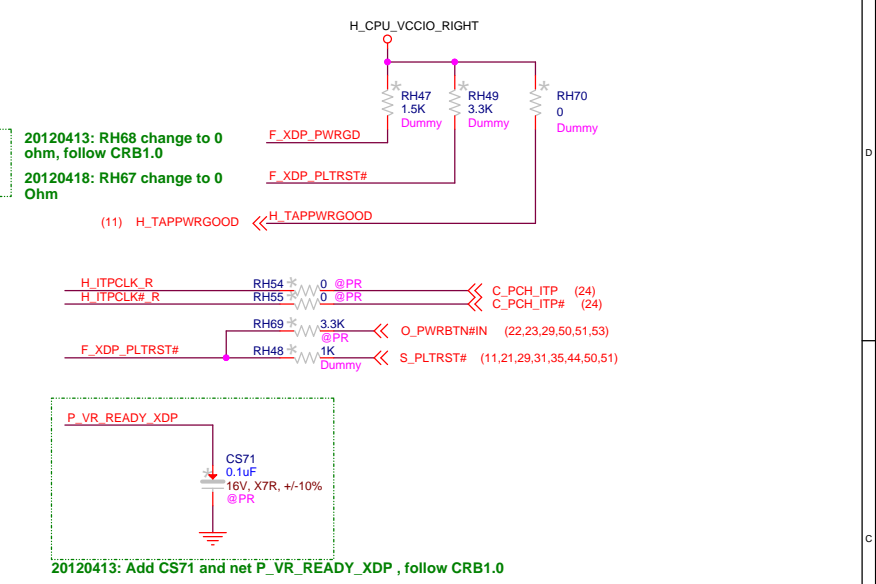 H_CPU_VCCIO_RIGHT
RH47
1.5K
Dummy
RH49
3.3K
Dummy
RH70
0
Dummy
20120413: RH68 change to 0
ohm, follow CRB1.0
20120418: RH67 change to 0
Ohm
F_XDP_PWRGD
F_XDP_PLTRST#
(11) H_TAPPWRGOOD
H_TAPPWRGOOD
D
H_ITPCLK_R
RH54
0 @PR
C_PCH_ITP (24)
H_ITPCLK#_R
RH55
0 @PR
C_PCH_ITP# (24)
RH69
3.3K
@PR
O_PWRBTN#IN (22,23,29,50,51,53)
F_XDP_PLTRST#
RH48
1K
Dummy
S_PLTRST# (11,21,29,31,35,44,50,51)
P_VR_READY_XDP
CS71
0.1uF
16V, X7R, +/-10%
@PR
C
20120413: Add CS71 and net P_VR_READY_XDP , follow CRB1.0